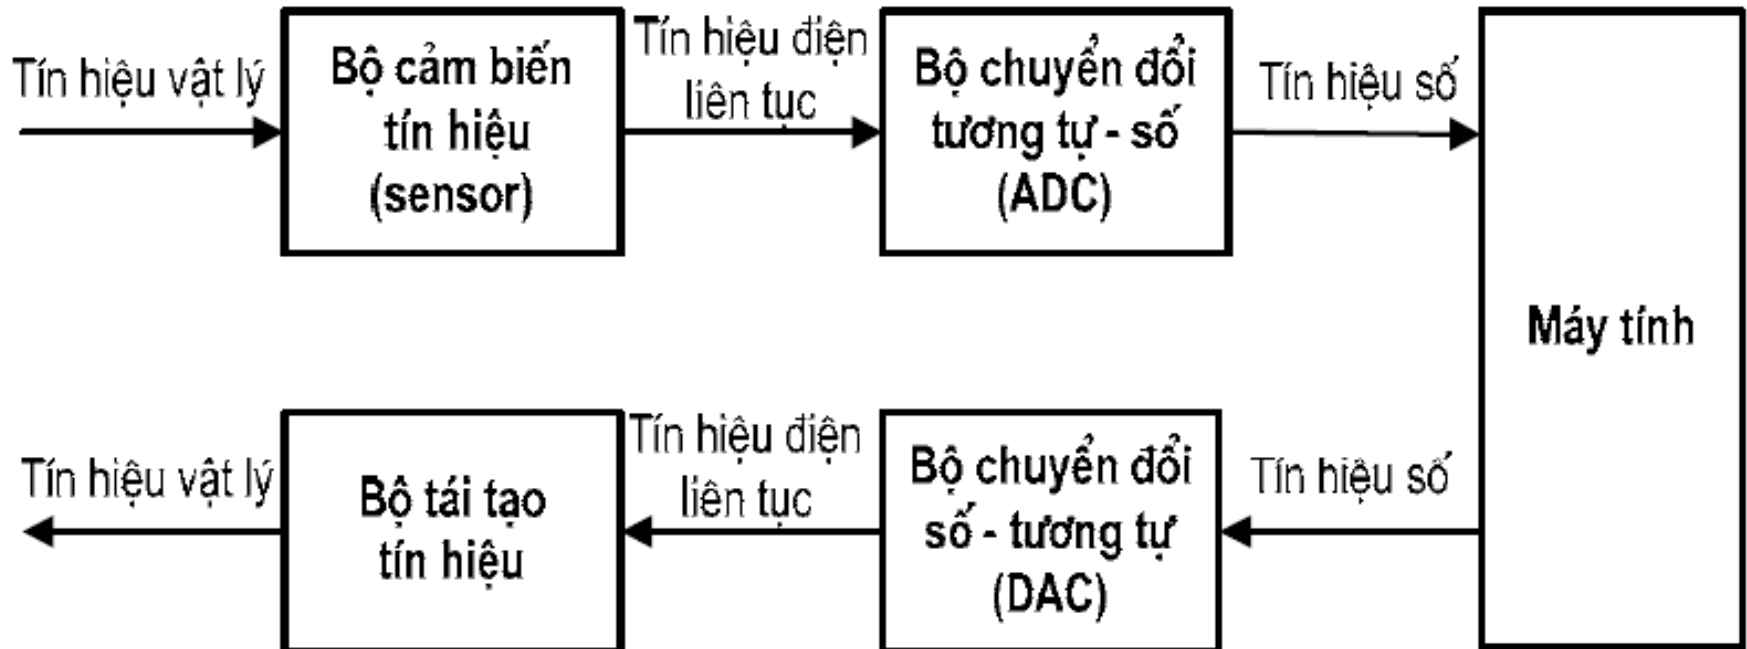 Tín hiệu vật lý
Bộ cảm biến
tín hiệu
(sensor)
Tín hiệu điện
liên tục
Bộ chuyển đổi
tương tự - số
(ADC)
Tín hiệu số
Máy tính
Tín hiệu vật lý
Bộ tái tạo
tín hiệu
Tín hiệu điện
liên tục
Bộ chuyển đổi
số - tương tự
(DAC)
Tín hiệu số